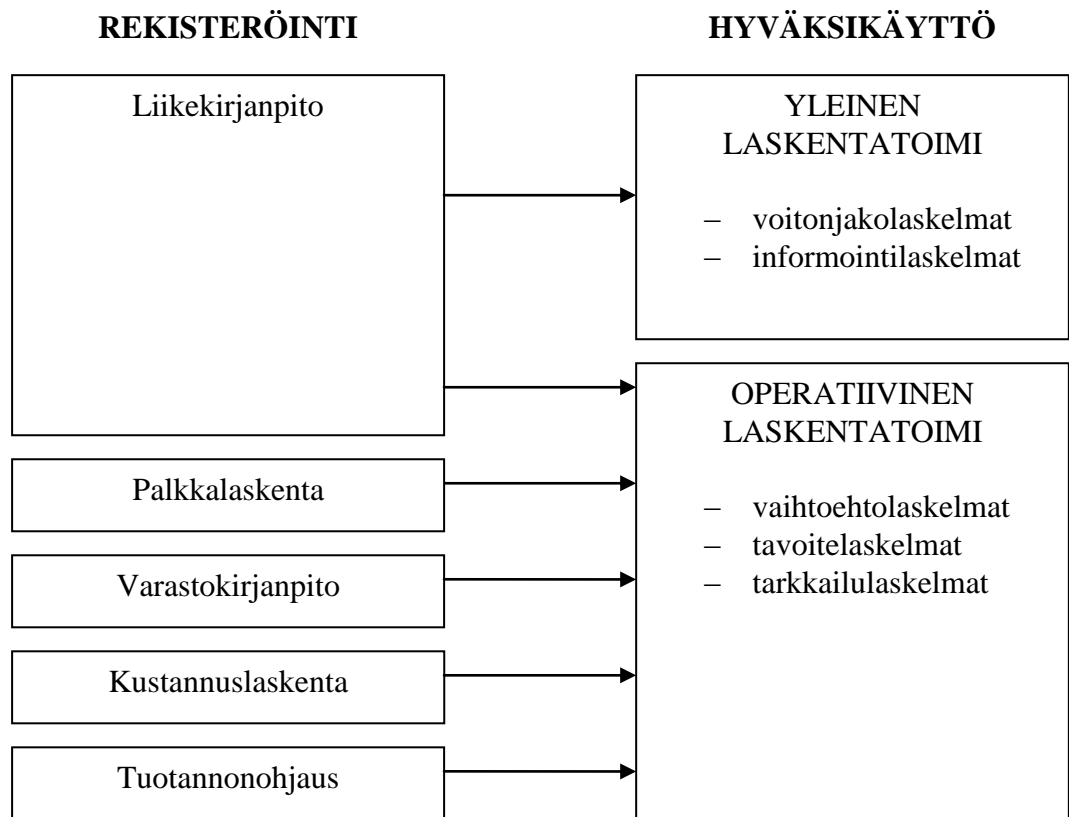 REKISTERÖINTI
HYVÄKSIKÄYTTÖ
Liikekirjanpito
YLEINEN
LASKENTATOIMI
– voitonjakolaskelmat
– informointilaskelmat
OPERATIIVINEN
LASKENTATOIMI
– vaihtoehtolaskelmat
– tavoitelaskelmat
– tarkkailulaskelmat
Palkkalaskenta
Varastokirjanpito
Kustannuslaskenta
Tuotannonohjaus